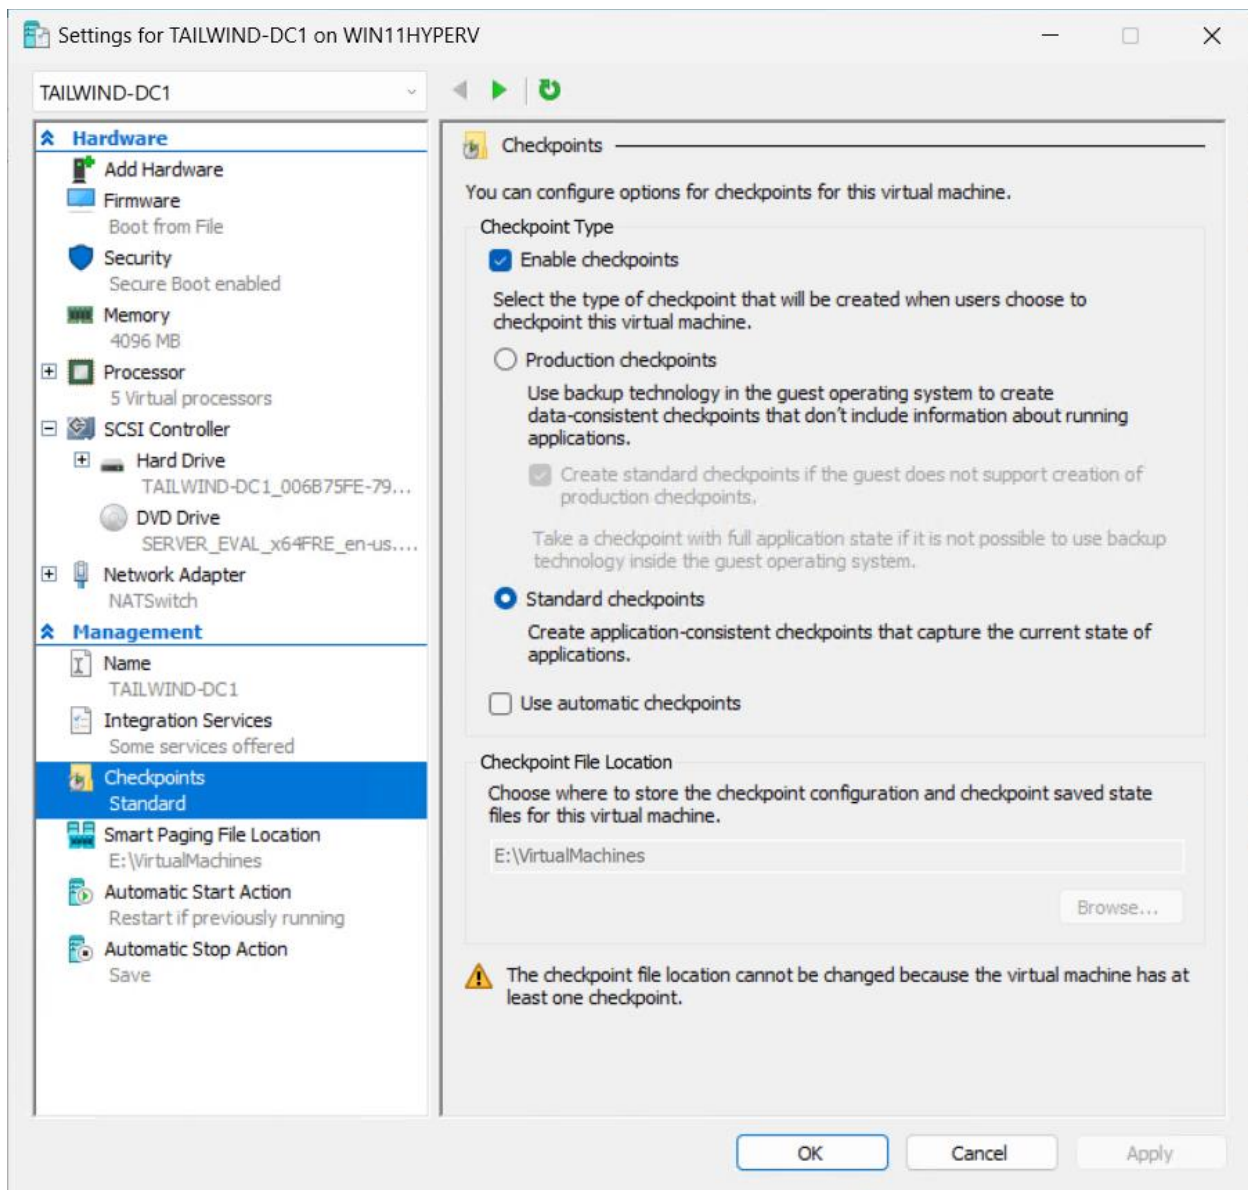 Settings for TAILWIND-DC1 on WIN11HYPERV
TAILWIND-DC1
Hardware
Add Hardware
Firmware
Boot from File
Security
Secure Boot enabled
Memory
4096 MB
Processor
5 Virtual processors
SCSI Controller
Hard Drive
TAILWIND-DC1_006B75FE-79...
DVD Drive
SERVER_EVAL_x64FRE_en-us....
Network Adapter
NATSwitch
Management
Name
TAILWIND-DC1
Integration Services
Some services offered
Checkpoints
Standard
Smart Paging File Location
E:\VirtualMachines
Automatic Start Action
Restart if previously running
Automatic Stop Action
Save
Checkpoints
You can configure options for checkpoints for this virtual machine.
Checkpoint Type
Enable checkpoints
Select the type of checkpoint that will be created when users choose to
checkpoint this virtual machine.
Production checkpoints
Use backup technology in the guest operating system to create
data-consistent checkpoints that don't include information about running
applications.
Create standard checkpoints if the guest does not support creation of
production checkpoints.
Take a checkpoint with full application state if it is not possible to use backup
technology inside the guest operating system.
Standard checkpoints
Create application-consistent checkpoints that capture the current state of
applications.
Use automatic checkpoints
Checkpoint File Location
Choose where to store the checkpoint configuration and checkpoint saved state
files for this virtual machine.
E:\VirtualMachines
Browse...
The checkpoint file location cannot be changed because the virtual machine has at
least one checkpoint.
OK
Cancel
Apply